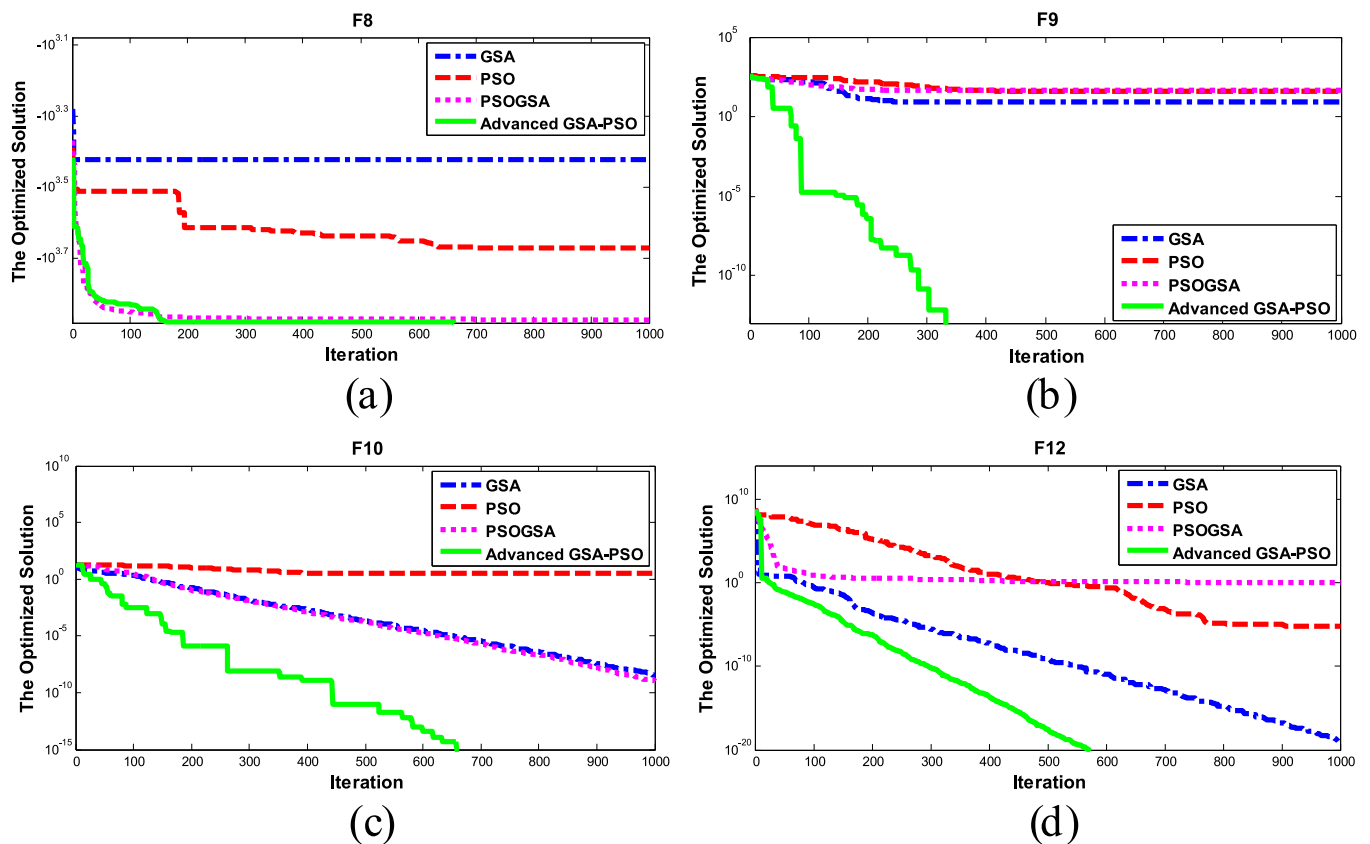 F8
-10^3.1
-10^3.3
-10^3.5
-10^3.7
The Optimized Solution
0 100 200 300 400 500 600 700 800 900 1000
Iteration
GSA
PSO
PSOGSA
Advanced GSA-PSO
(a)
F9
10^5
10^0
10^-5
10^-10
The Optimized Solution
0 100 200 300 400 500 600 700 800 900 1000
Iteration
GSA
PSO
PSOGSA
Advanced GSA-PSO
(b)
F10
10^10
10^5
10^0
10^-5
10^-10
10^-15
The Optimized Solution
0 100 200 300 400 500 600 700 800 900 1000
Iteration
GSA
PSO
PSOGSA
Advanced GSA-PSO
(c)
F12
10^10
10^0
10^-10
10^-20
The Optimized Solution
0 100 200 300 400 500 600 700 800 900 1000
Iteration
GSA
PSO
PSOGSA
Advanced GSA-PSO
(d)